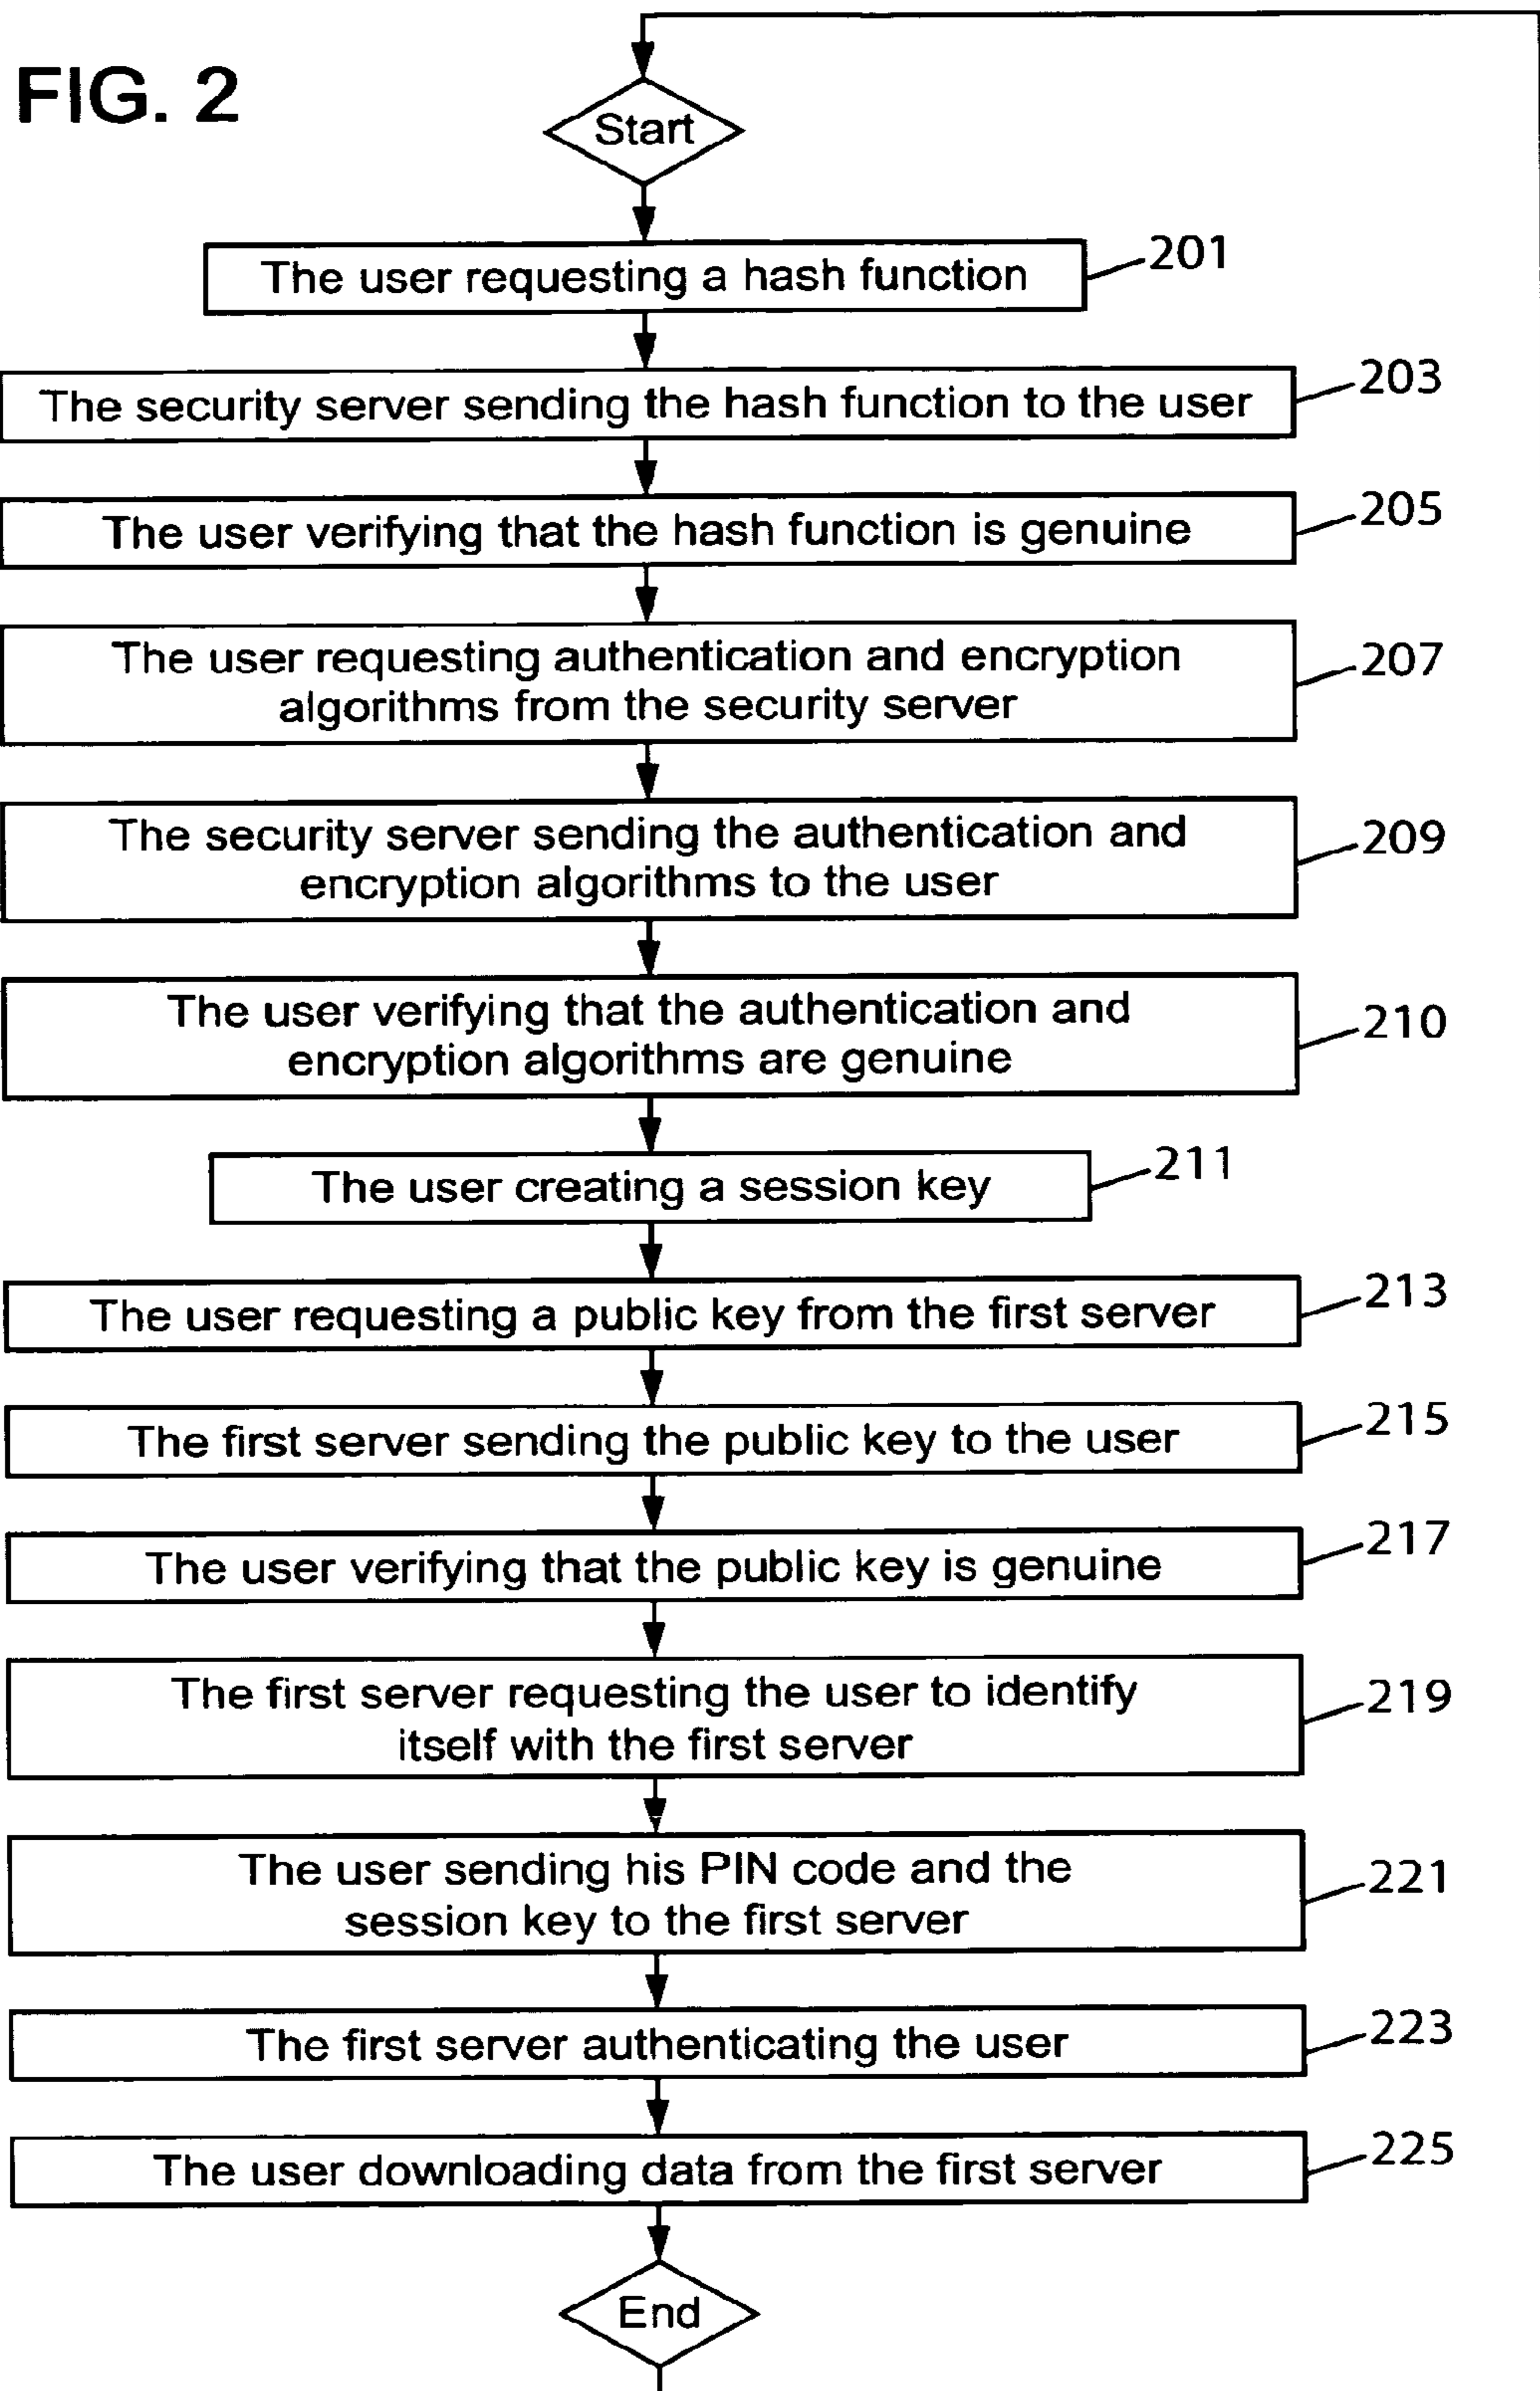 FIG. 2
Start
The user requesting a hash function
201
The security server sending the hash function to the user
203
The user verifying that the hash function is genuine
205
The user requesting authentication and encryption
algorithms from the security server
207
The security server sending the authentication and
encryption algorithms to the user
209
The user verifying that the authentication and
encryption algorithms are genuine
210
The user creating a session key
211
The user requesting a public key from the first server
213
The first server sending the public key to the user
215
The user verifying that the public key is genuine
217
The first server requesting the user to identify
itself with the first server
219
The user sending his PIN code and the
session key to the first server
221
The first server authenticating the user
223
The user downloading data from the first server
225
End